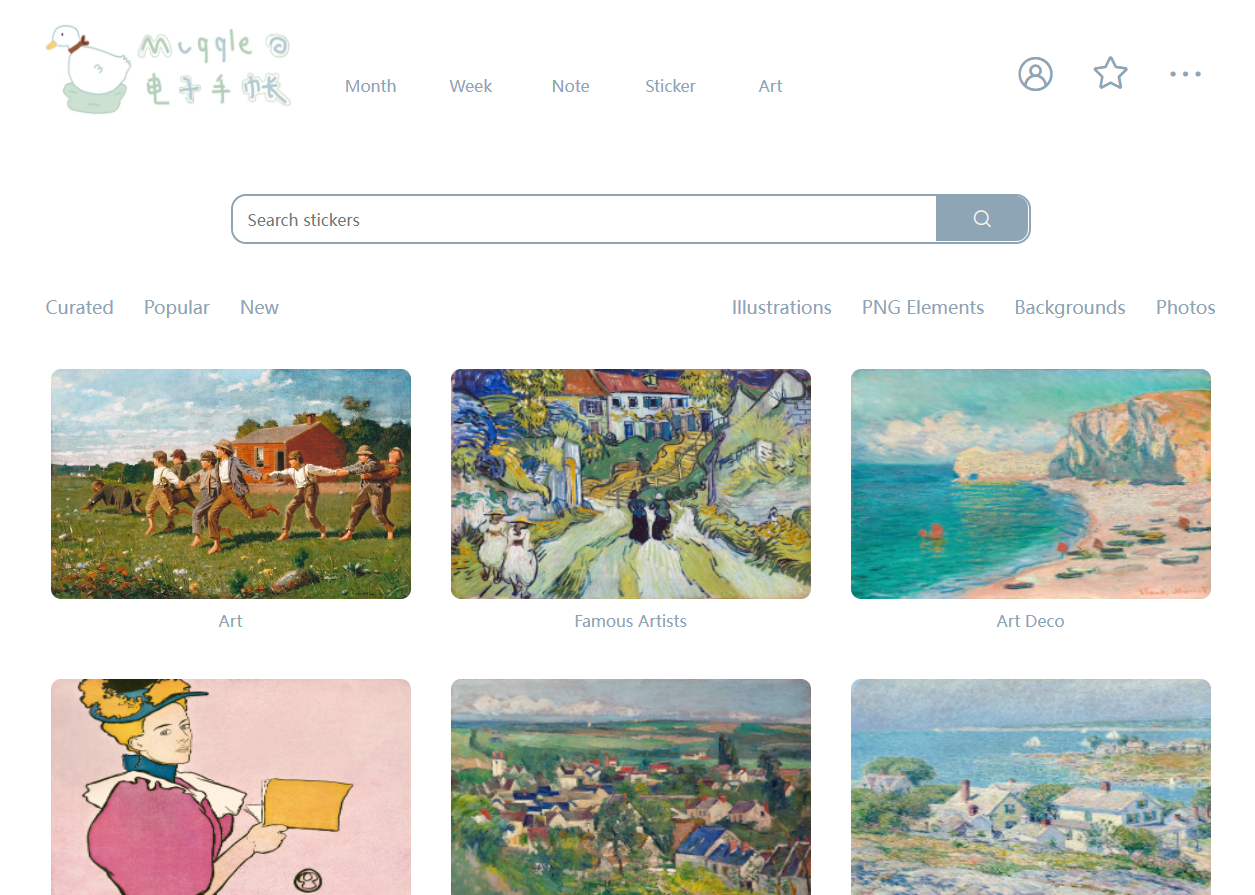 Muggle
电子手帐
Month Week Note Sticker Art
Search stickers
Curated Popular New Illustrations PNG Elements Backgrounds Photos
Art Famous Artists Art Deco